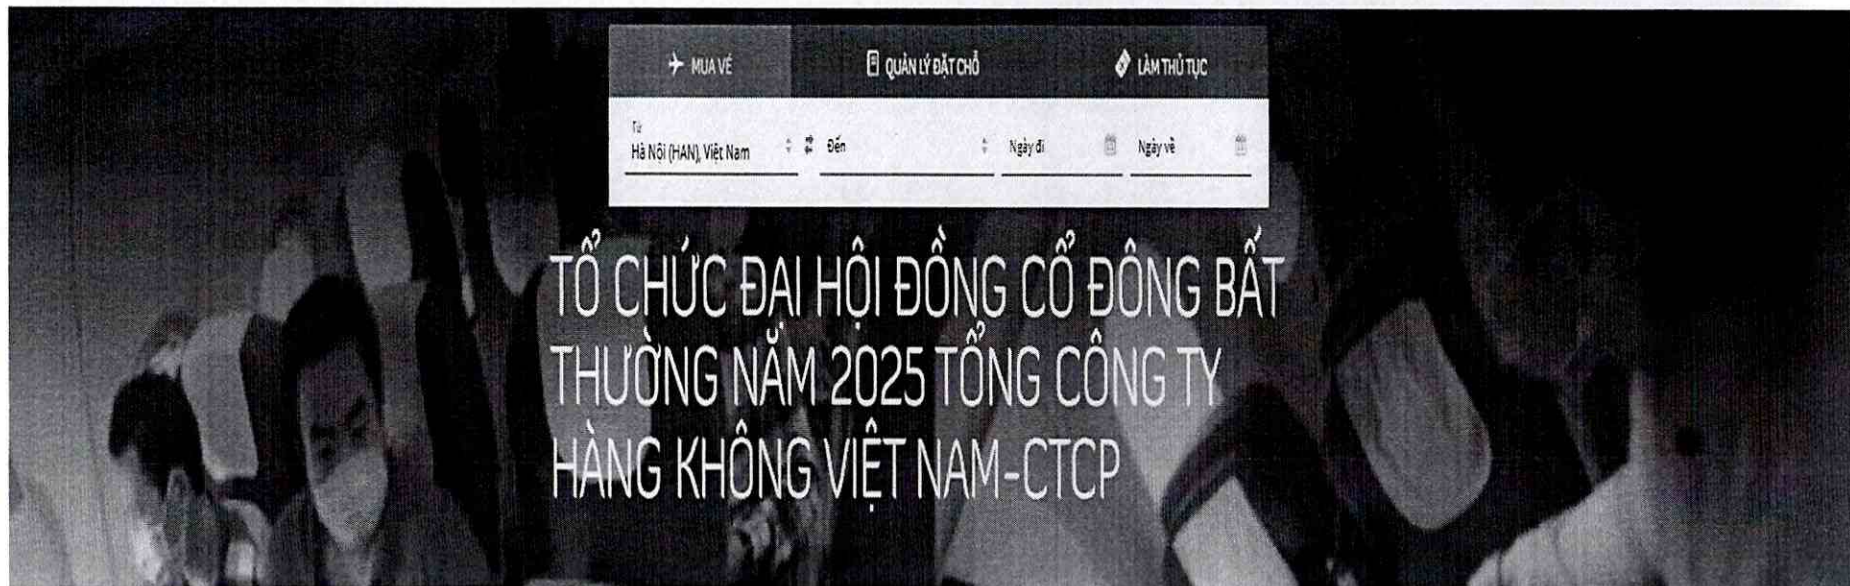 MUA VÉ
QUẢN LÝ ĐẶT CHỖ
LÀM THỦ TỤC
Từ
Hà Nội (HAN), Việt Nam
Đến
Ngày đi
Ngày về
TỔ CHỨC ĐẠI HỘI ĐỒNG CỔ ĐÔNG BẤT
THƯỜNG NĂM 2025 TỔNG CÔNG TY
HÀNG KHÔNG VIỆT NAM-CTCP